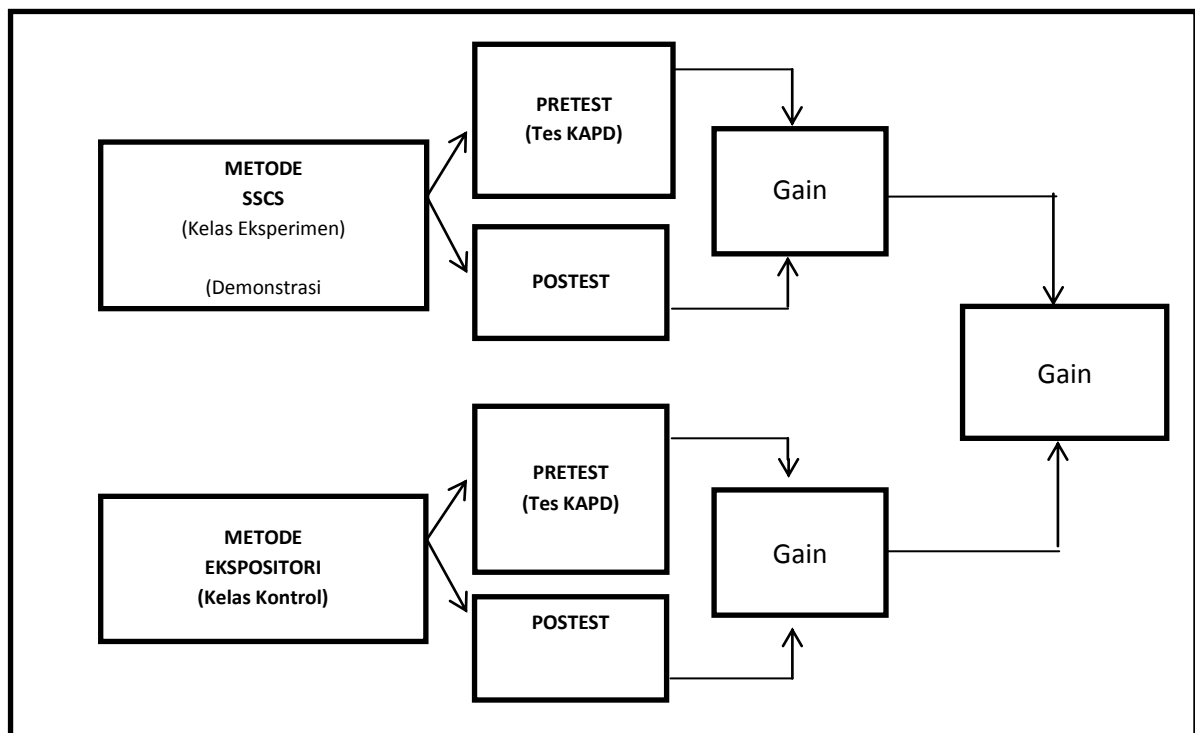 METODE
SSCS
(Kelas Eksperimen)
(Demonstrasi
PRETEST
(Tes KAPD)
POSTEST
Gain
METODE
EKSPOSITORI
(Kelas Kontrol)
PRETEST
(Tes KAPD)
POSTEST
Gain
Gain